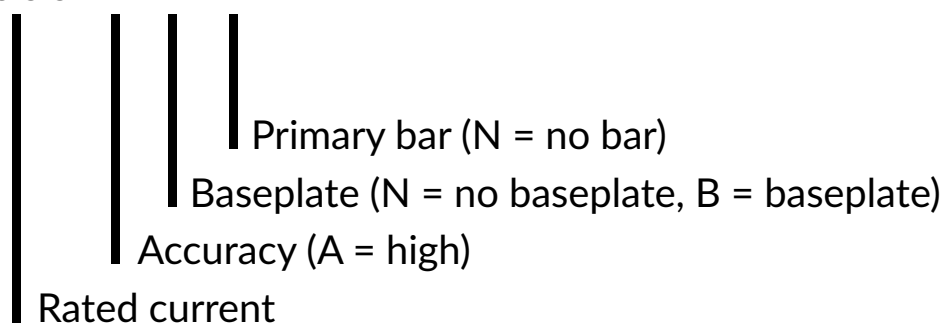 Primary bar (N = no bar)
Baseplate (N = no baseplate, B = baseplate)
Accuracy (A = high)
Rated current